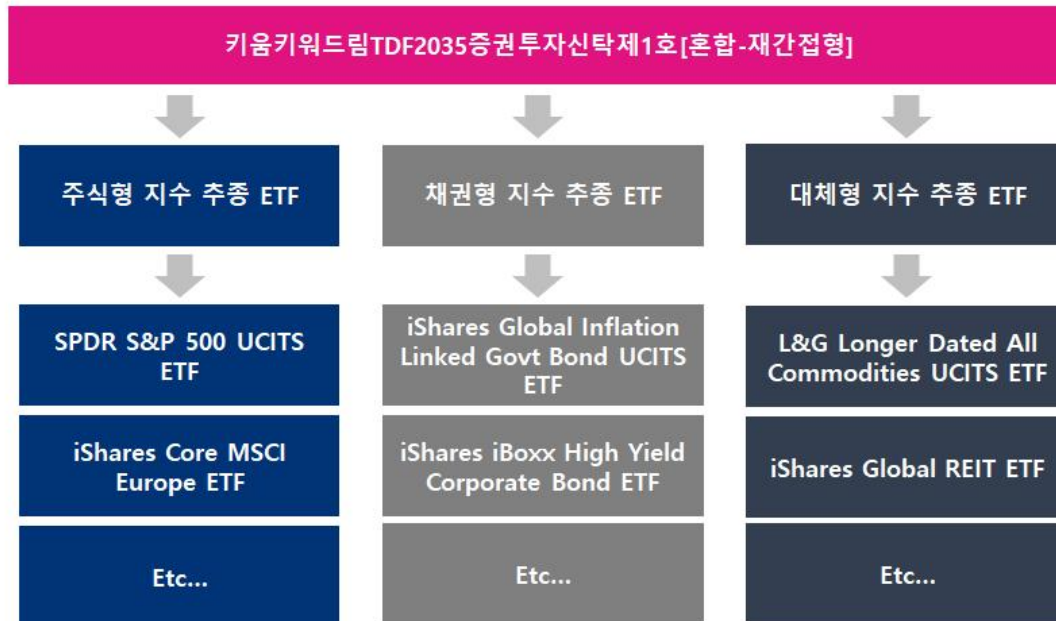 키움키워드림TDF2035증권투자신탁제1호[혼합-재간접형]
주식형 지수 추종 ETF
채권형 지수 추종 ETF
대체형 지수 추종 ETF
SPDR S&P 500 UCITS
ETF
iShares Global Inflation
Linked Govt Bond UCITS
ETF
L&G Longer Dated All
Commodities UCITS ETF
iShares Core MSCI
Europe ETF
iShares iBoxx High Yield
Corporate Bond ETF
iShares Global REIT ETF
Etc...
Etc...
Etc...